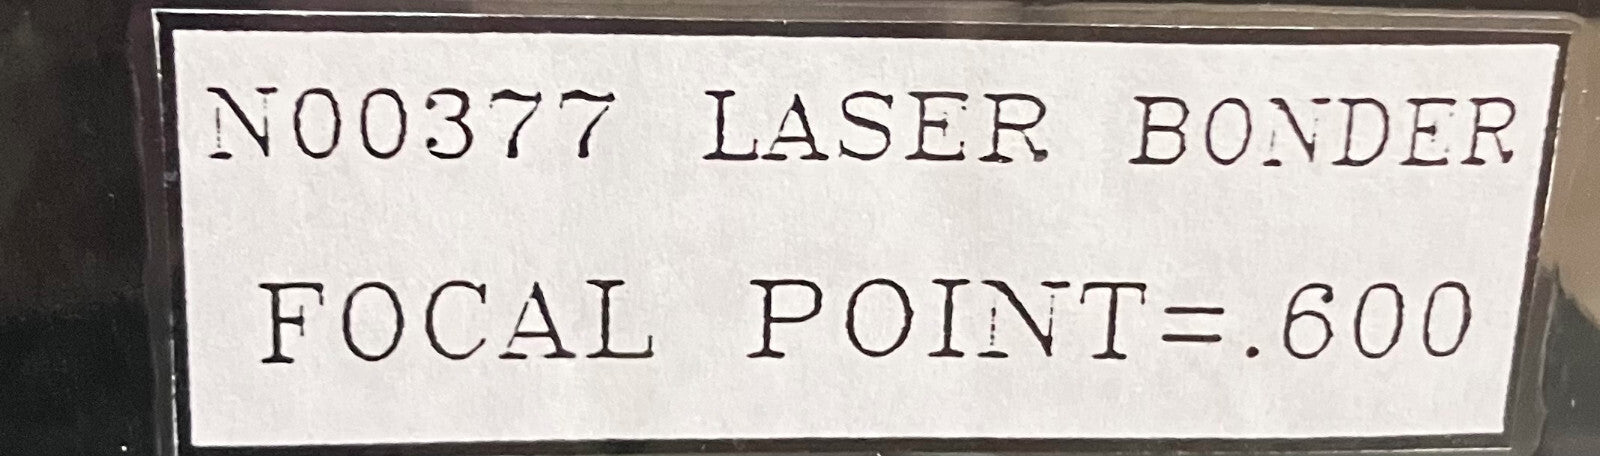 N00377 LASER BONDER
FOCAL POINT=.600